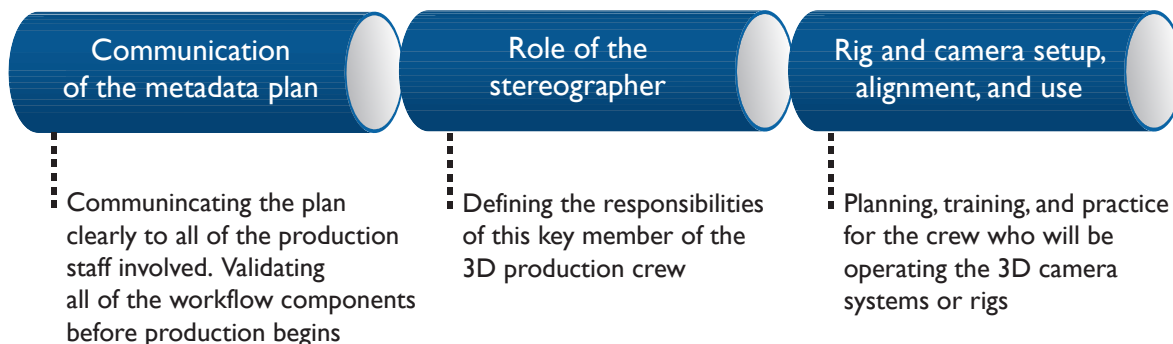 Communication
of the metadata plan
Role of the
stereographer
Rig and camera setup,
alignment, and use
Communincating the plan
clearly to all of the production
staff involved. Validating
all of the workflow components
before production begins
Defining the responsibilities
of this key member of the
3D production crew
Planning, training, and practice
for the crew who will be
operating the 3D camera
systems or rigs